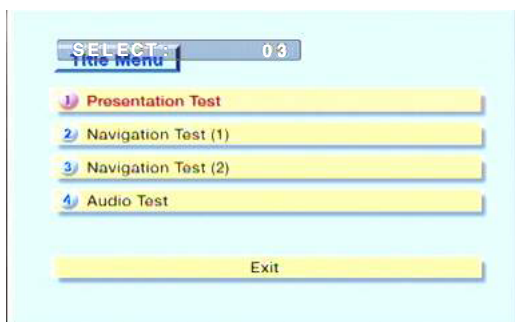 SELECT: 03
Title Menu
1 Presentation Test
2 Navigation Test (1)
3 Navigation Test (2)
4 Audio Test
Exit